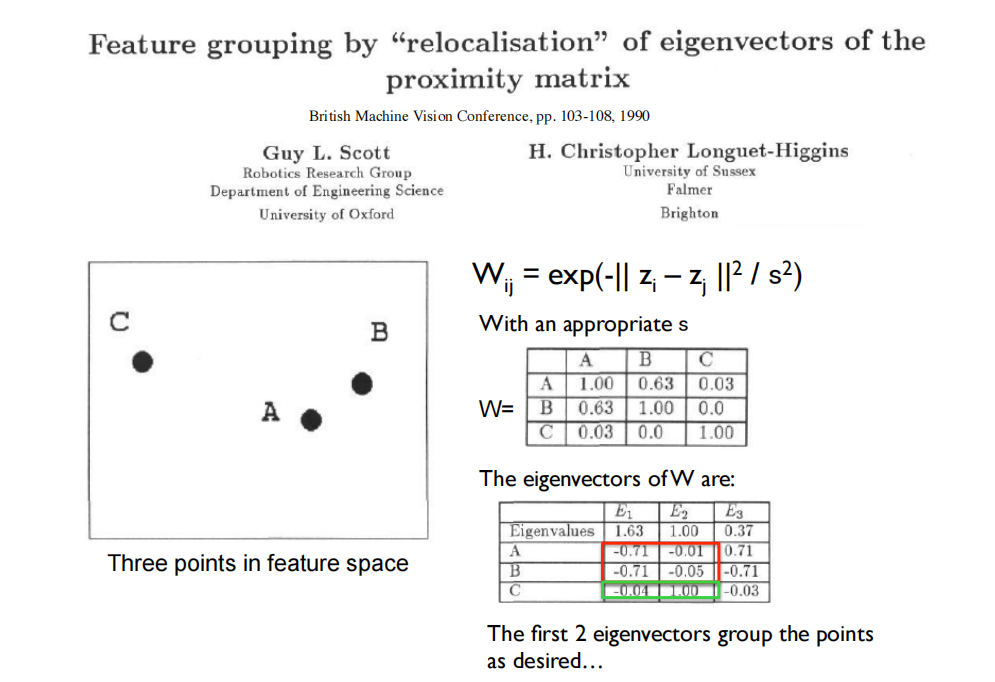 Feature grouping by “relocalisation” of eigenvectors of the
proximity matrix
British Machine Vision Conference, pp. 103-108, 1990
Guy L. Scott
Robotics Research Group
Department of Engineering Science
University of Oxford
H. Christopher Longuet-Higgins
University of Sussex
Falmer
Brighton
C
B
A
Three points in feature space
W_ij = exp(-|| z_i – z_j ||² / s²)
With an appropriate s
W=
A B C
A 1.00 0.63 0.03
B 0.63 1.00 0.0
C 0.03 0.0 1.00
The eigenvectors of W are:
E₁ E₂ E₃
Eigenvalues 1.63 1.00 0.37
A -0.71 -0.01 0.71
B -0.71 -0.05 -0.71
C -0.04 1.00 -0.03
The first 2 eigenvectors group the points
as desired…